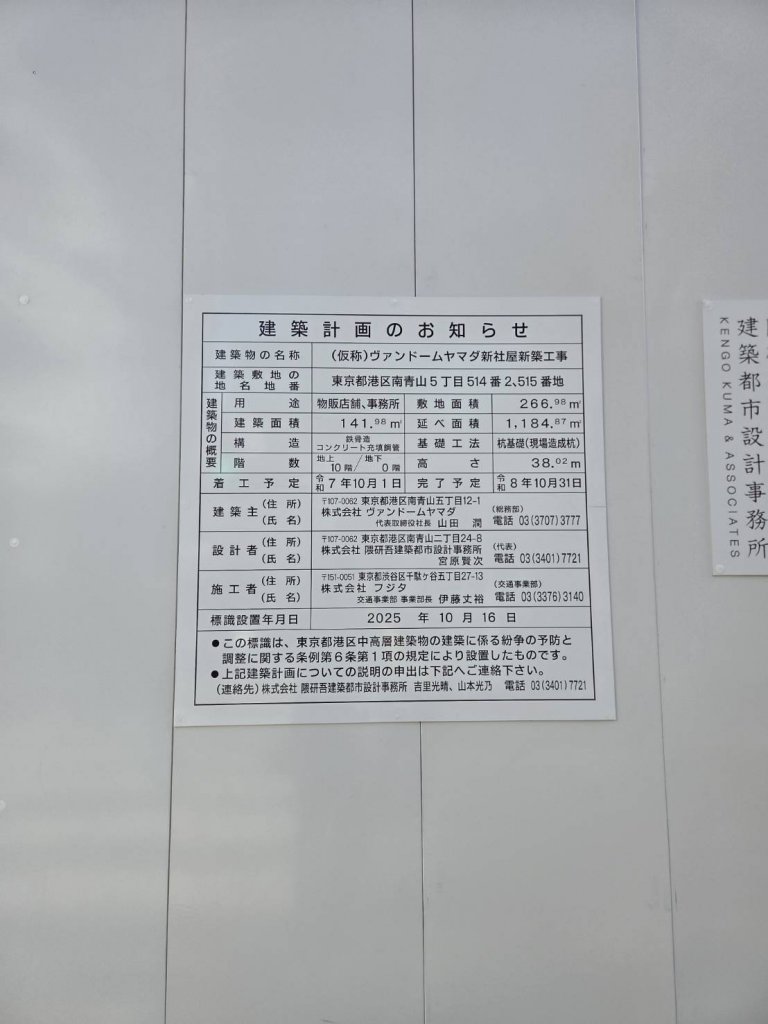 建築計画のお知らせ
建築物の名称 (仮称)ヴァンドームヤマダ新社屋新築工事
建築敷地の地名地番 東京都港区南青山5丁目514番2、515番地
建築物の概要
用途 物販店舗、事務所 敷地面積 266.98㎡
建築面積 141.98㎡ 延べ面積 1,184.87㎡
構造 鉄骨造 コンクリート充填鋼管 基礎工法 杭基礎(現場造成杭)
階数 地上10階/地下0階 高さ 38.02m
着工予定 令和7年10月1日 完了予定 令和8年10月31日
建築主 (住所) 〒107-0062 東京都港区南青山五丁目12-1
(氏名) 株式会社 ヴァンドームヤマダ (総務部)
代表取締役社長 山田 潤 電話 03(3707)3777
設計者 (住所) 〒107-0062 東京都港区南青山二丁目24-8
(氏名) 株式会社 隈研吾建築都市設計事務所 (代表)
宮原賢次 電話 03(3401)7721
施工者 (住所) 〒151-0051 東京都渋谷区千駄ヶ谷五丁目27-13
(氏名) 株式会社 フジタ (交通事業部)
交通事業部 事業部長 伊藤丈裕 電話 03(3376)3140
標識設置年月日 2025 年 10 月 16 日
●この標識は、東京都港区中高層建築物の建築に係る紛争の予防と
調整に関する条例第6条第1項の規定により設置したものです。
●上記建築計画についての説明の申出は下記へご連絡下さい。
(連絡先)株式会社 隈研吾建築都市設計事務所 吉里光晴、山本光乃 電話 03(3401)7721
建築都市設計事務所
KENGO KUMA & ASSOCIATES